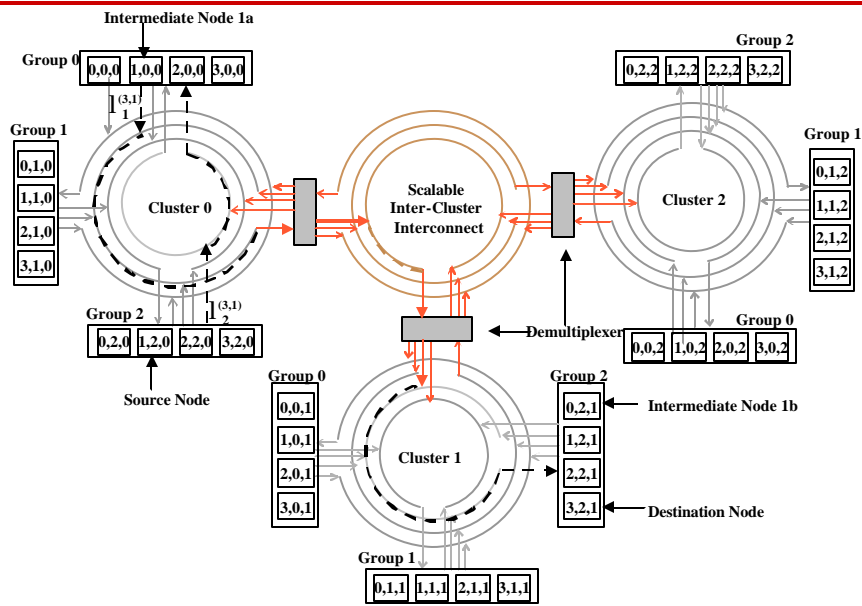 Intermediate Node 1a
Group 0
0,0,0 1,0,0 2,0,0 3,0,0
l (3,1) 1
Group 1
0,1,0
1,1,0
2,1,0
3,1,0
Cluster 0
Group 2
l (3,1) 2
0,2,0 1,2,0 2,2,0 3,2,0
Source Node
Scalable
Inter-Cluster
Interconnect
Demultiplexer
Group 2
0,2,2 1,2,2 2,2,2 3,2,2
Group 1
0,1,2
1,1,2
2,1,2
3,1,2
Cluster 2
Group 0
0,0,2 1,0,2 2,0,2 3,0,2
Group 0
0,0,1
1,0,1
2,0,1
3,0,1
Cluster 1
Group 2
0,2,1
1,2,1
2,2,1
3,2,1
Intermediate Node 1b
Destination Node
Group 1
0,1,1 1,1,1 2,1,1 3,1,1